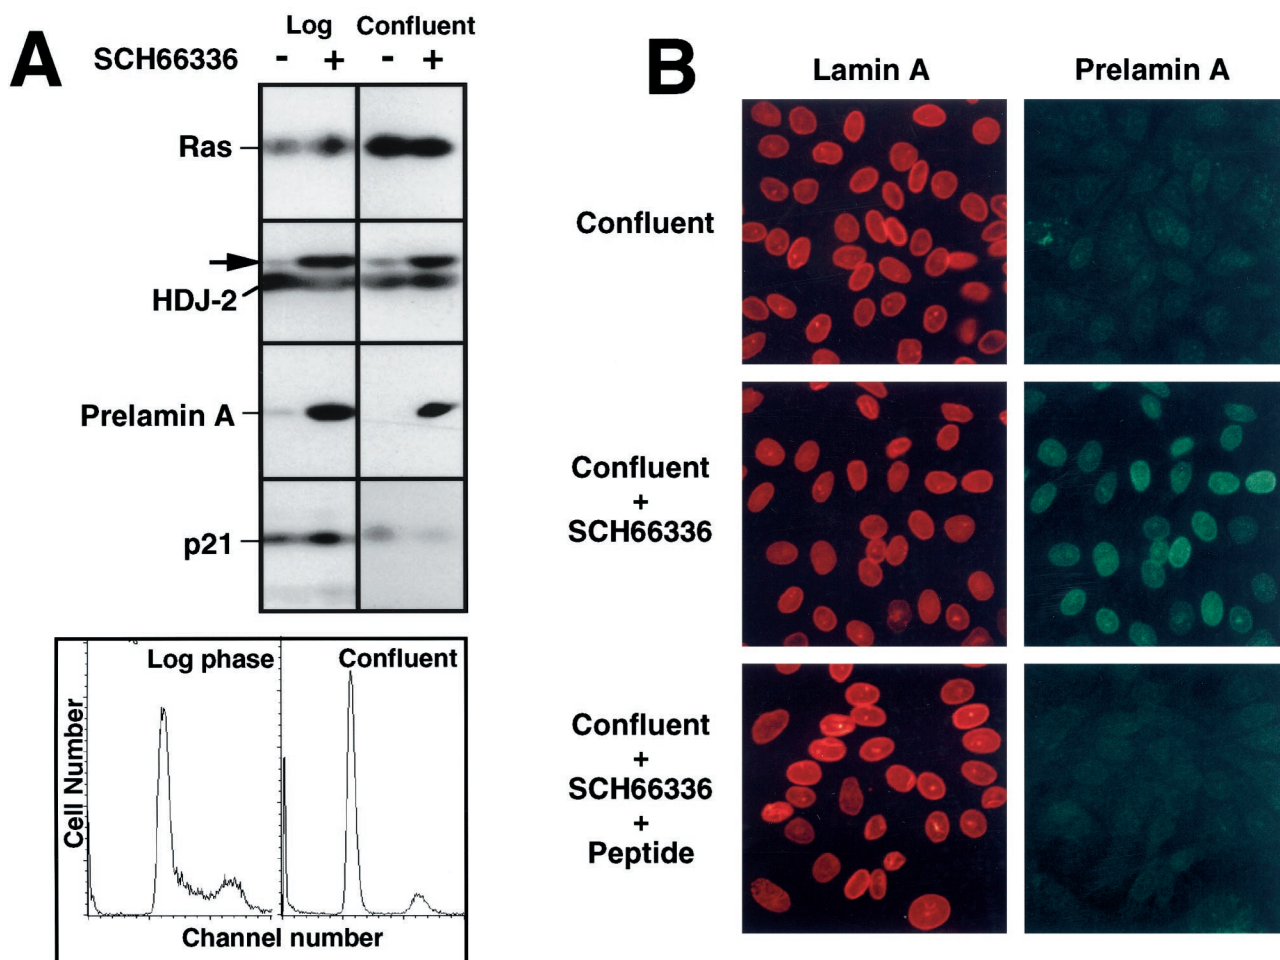 A
Log Confluent
SCH66336 - + - +
Ras
HDJ-2
Prelamin A
p21
Log phase
Confluent
Cell Number
Channel number
B
Lamin A
Prelamin A
Confluent
Confluent
+
SCH66336
Confluent
+
SCH66336
+
Peptide